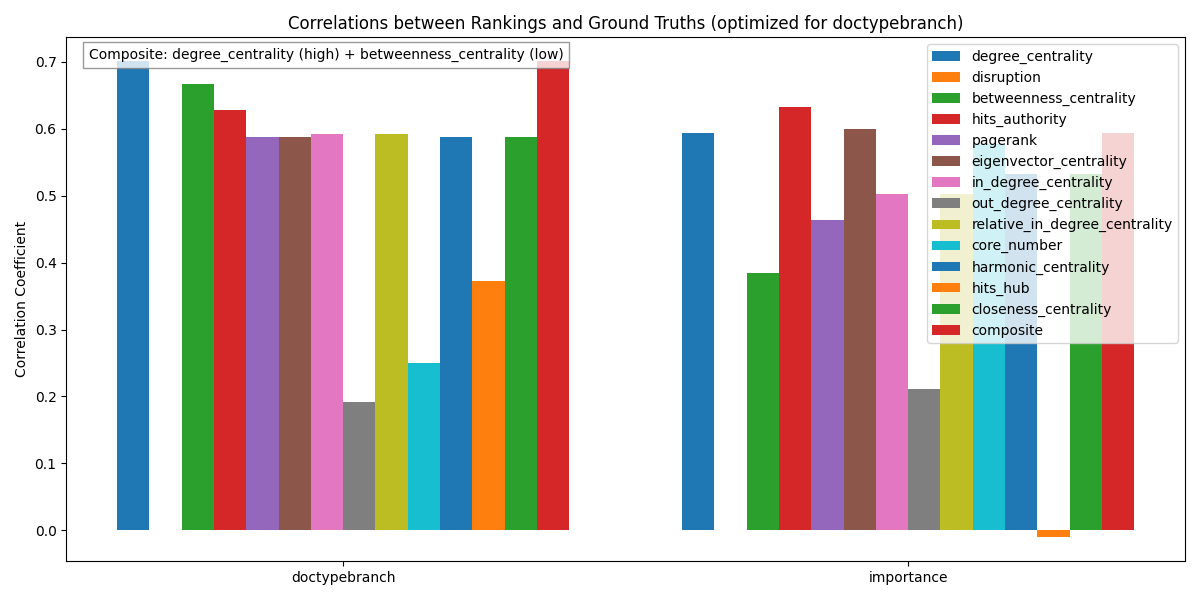 Correlations between Rankings and Ground Truths (optimized for doctypebranch)
Composite: degree_centrality (high) + betweenness_centrality (low)
degree_centrality
disruption
betweenness_centrality
hits_authority
pagerank
eigenvector_centrality
in_degree_centrality
out_degree_centrality
relative_in_degree_centrality
core_number
harmonic_centrality
hits_hub
closeness_centrality
composite
Correlation Coefficient
0.7
0.6
0.5
0.4
0.3
0.2
0.1
0.0
doctypebranch
importance